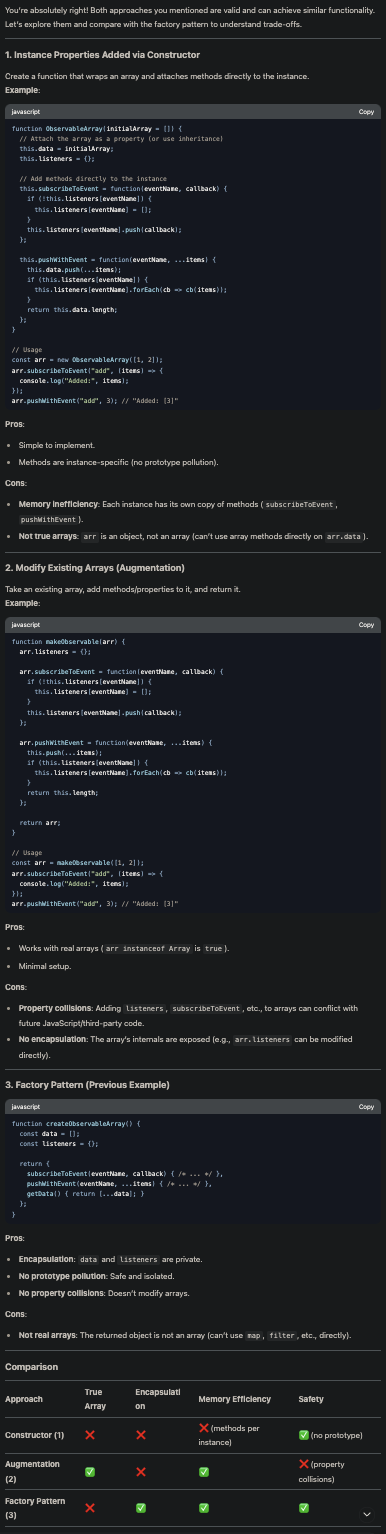 You're absolutely right! Both approaches you mentioned are valid and can achieve similar functionality.
Let's explore them and compare with the factory pattern to understand trade-offs.
1. Instance Properties Added via Constructor
Create a function that wraps an array and attaches methods directly to the instance.
Example:
javascript
Copy
function ObservableArray(initialArray = []) {
// Attach the array as a property (or use inheritance)
this.data = initialArray;
this.listeners = {};
// Add methods directly to the instance
this.subscribeToEvent = function(eventName, callback) {
if (!this.listeners[eventName]) {
this.listeners[eventName] = [];
}
this.listeners[eventName].push(callback);
};
this.pushWithEvent = function(eventName, ...items) {
this.data.push(...items);
if (this.listeners[eventName]) {
this.listeners[eventName].forEach(cb => cb(items));
}
return this.data.length;
};
}
// Usage
const arr = new ObservableArray([1, 2]);
arr.subscribeToEvent("add", (items) => {
console.log("Added:", items);
});
arr.pushWithEvent("add", 3); // "Added: [3]"
Pros:
• Simple to implement.
• Methods are instance-specific (no prototype pollution).
Cons:
• Memory inefficiency: Each instance has its own copy of methods ( subscribeToEvent ,
pushWithEvent ).
• Not true arrays: arr is an object, not an array (can't use array methods directly on arr.data ).
2. Modify Existing Arrays (Augmentation)
Take an existing array, add methods/properties to it, and return it.
Example:
javascript
Copy
function makeObservable(arr) {
arr.listeners = {};
arr.subscribeToEvent = function(eventName, callback) {
if (!this.listeners[eventName]) {
this.listeners[eventName] = [];
}
this.listeners[eventName].push(callback);
};
arr.pushWithEvent = function(eventName, ...items) {
this.push(...items);
if (this.listeners[eventName]) {
this.listeners[eventName].forEach(cb => cb(items));
}
return this.length;
};
return arr;
}
// Usage
const arr = makeObservable([1, 2]);
arr.subscribeToEvent("add", (items) => {
console.log("Added:", items);
});
arr.pushWithEvent("add", 3); // "Added: [3]"
Pros:
• Works with real arrays ( arr instanceof Array is true ).
• Minimal setup.
Cons:
• Property collisions: Adding listeners , subscribeToEvent , etc., to arrays can conflict with
future JavaScript/third-party code.
• No encapsulation: The array's internals are exposed (e.g., arr.listeners can be modified
directly).
3. Factory Pattern (Previous Example)
javascript
Copy
function createObservableArray() {
const data = [];
const listeners = {};
return {
subscribeToEvent(eventName, callback) { /* ... */ },
pushWithEvent(eventName, ...items) { /* ... */ },
getData() { return [...data]; }
};
}
Pros:
• Encapsulation: data and listeners are private.
• No prototype pollution: Safe and isolated.
• No property collisions: Doesn't modify arrays.
Cons:
• Not real arrays: The returned object is not an array (can't use map , filter , etc., directly).
Comparison
Approach
True
Array
Encapsulati
on
Memory Efficiency
Safety
Constructor (1)
❌
❌
❌ (methods per
instance)
✅ (no prototype)
Augmentation
(2)
✅
❌
✅
❌ (property
collisions)
Factory Pattern
(3)
❌
✅
✅
✅